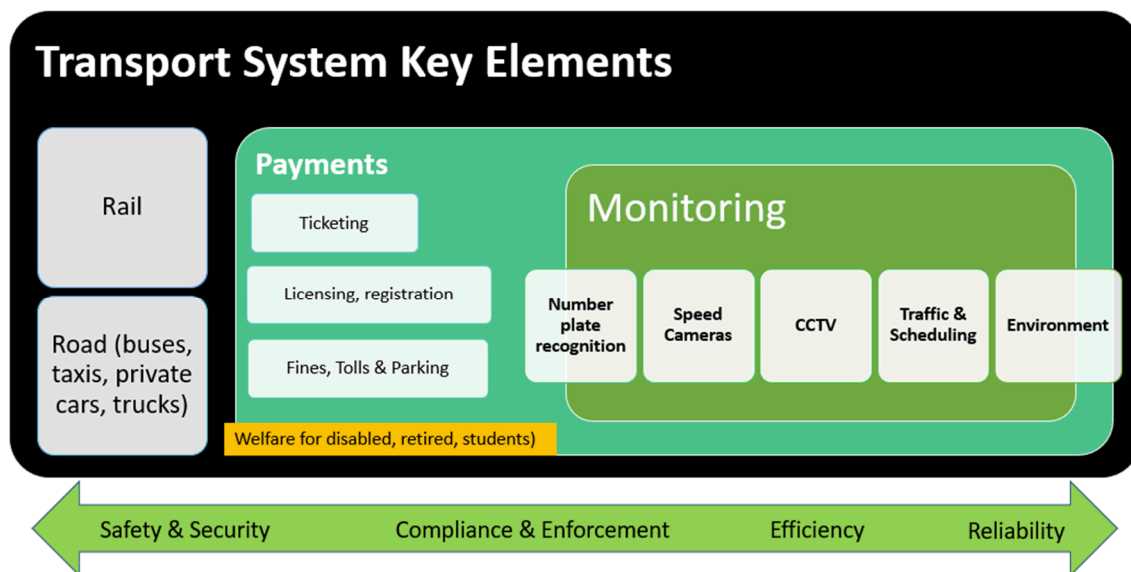 Transport System Key Elements
Rail
Road (buses,
taxis, private
cars, trucks)
Payments
Ticketing
Licensing, registration
Fines, Tolls & Parking
Welfare for disabled, retired, students)
Monitoring
Number
plate
recognition
Speed
Cameras
CCTV
Traffic &
Scheduling
Environment
Safety & Security
Compliance & Enforcement
Efficiency
Reliability